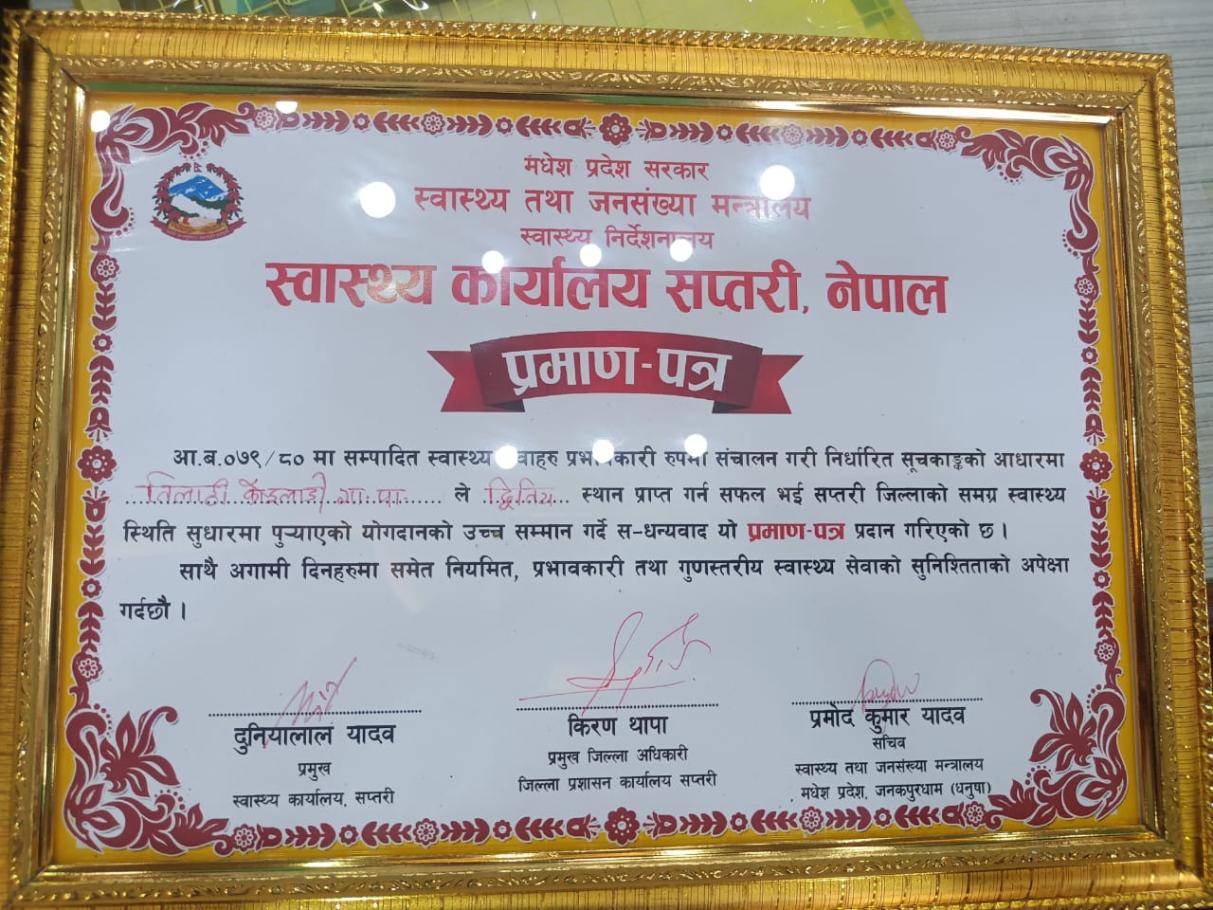 मधेश प्रदेश सरकार
स्वास्थ्य तथा जनसंख्या मन्त्रालय
स्वास्थ्य निर्देशनालय
स्वास्थ्य कार्यालय सप्तरी, नेपाल
प्रमाण-पत्र
आ.ब.०७९/८० मा सम्पादित स्वास्थ्य सेवाहरु प्रभावकारी रुपमा संचालन गरी निर्धारित सूचकाङ्कको आधारमा
तिलाठी कोइलाडी गा.पा. ले द्वितिय स्थान प्राप्त गर्न सफल भई सप्तरी जिल्लाको समग्र स्वास्थ्य
स्थिति सुधारमा पुऱ्याएको योगदानको उच्च सम्मान गर्दै स-धन्यवाद यो प्रमाण-पत्र प्रदान गरिएको छ ।
साथै अगामी दिनहरुमा समेत नियमित, प्रभावकारी तथा गुणस्तरीय स्वास्थ्य सेवाको सुनिश्तिताको अपेक्षा
गर्दछौ ।
दुनियालाल यादव
प्रमुख
स्वास्थ्य कार्यालय, सप्तरी
किरण थापा
प्रमुख जिल्ला अधिकारी
जिल्ला प्रशासन कार्यालय सप्तरी
प्रमोद कुमार यादव
सचिव
स्वास्थ्य तथा जनसंख्या मन्त्रालय
मधेश प्रदेश, जनकपुरधाम (धनुषा)